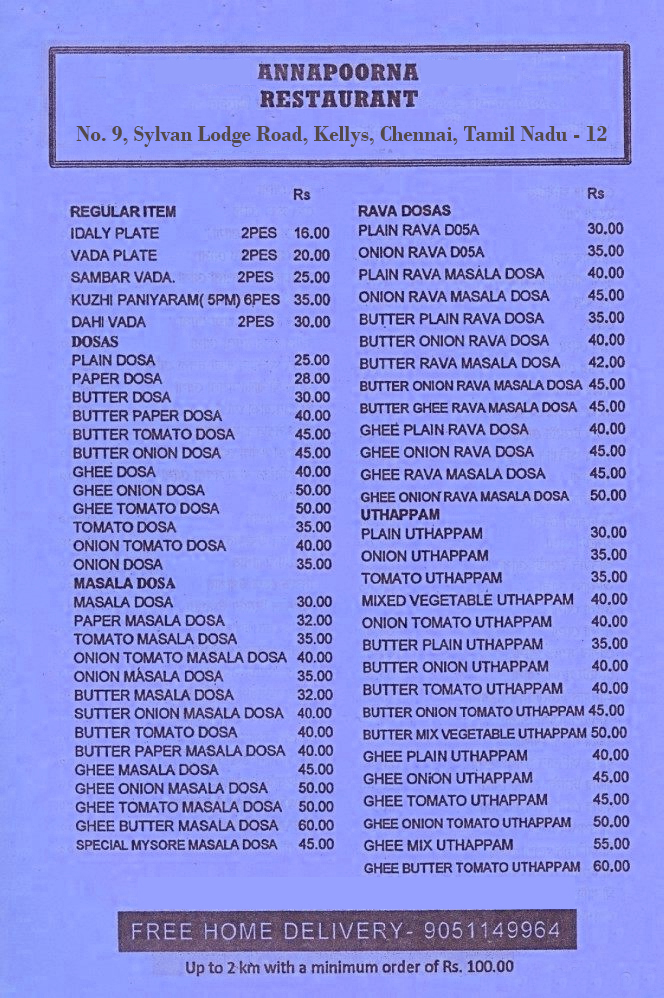 ANNAPOORNA
RESTAURANT
No. 9, Sylvan Lodge Road, Kellys, Chennai, Tamil Nadu - 12
Rs
REGULAR ITEM
IDALY PLATE 2PES 16.00
VADA PLATE 2PES 20.00
SAMBAR VADA. 2PES 25.00
KUZHI PANIYARAM( 5PM) 6PES 35.00
DAHI VADA 2PES 30.00
DOSAS
PLAIN DOSA 25.00
PAPER DOSA 28.00
BUTTER DOSA 30.00
BUTTER PAPER DOSA 40.00
BUTTER TOMATO DOSA 45.00
BUTTER ONION DOSA 45.00
GHEE DOSA 40.00
GHEE ONION DOSA 50.00
GHEE TOMATO DOSA 50.00
TOMATO DOSA 35.00
ONION TOMATO DOSA 40.00
ONION DOSA 35.00
MASALA DOSA
MASALA DOSA 30.00
PAPER MASALA DOSA 32.00
TOMATO MASALA DOSA 35.00
ONION TOMATO MASALA DOSA 40.00
ONION MASALA DOSA 35.00
BUTTER MASALA DOSA 32.00
SUTTER ONION MASALA DOSA 40.00
BUTTER TOMATO DOSA 40.00
BUTTER PAPER MASALA DOSA 40.00
GHEE MASALA DOSA 45.00
GHEE ONION MASALA DOSA 50.00
GHEE TOMATO MASALA DOSA 50.00
GHEE BUTTER MASALA DOSA 60.00
SPECIAL MYSORE MASALA DOSA 45.00
Rs
RAVA DOSAS
PLAIN RAVA D05A 30.00
ONION RAVA D05A 35.00
PLAIN RAVA MASALA DOSA 40.00
ONION RAVA MASALA DOSA 45.00
BUTTER PLAIN RAVA DOSA 35.00
BUTTER ONION RAVA DOSA 40.00
BUTTER RAVA MASALA DOSA 42.00
BUTTER ONION RAVA MASALA DOSA 45.00
BUTTER GHEE RAVA MASALA DOSA 45.00
GHEE PLAIN RAVA DOSA 40.00
GHEE ONION RAVA DOSA 45.00
GHEE RAVA MASALA DOSA 45.00
GHEE ONION RAVA MASALA DOSA 50.00
UTHAPPAM
PLAIN UTHAPPAM 30.00
ONION UTHAPPAM 35.00
TOMATO UTHAPPAM 35.00
MIXED VEGETABLE UTHAPPAM 40.00
ONION TOMATO UTHAPPAM 40.00
BUTTER PLAIN UTHAPPAM 35.00
BUTTER ONION UTHAPPAM 40.00
BUTTER TOMATO UTHAPPAM 40.00
BUTTER ONION TOMATO UTHAPPAM 45.00
BUTTER MIX VEGETABLE UTHAPPAM 50.00
GHEE PLAIN UTHAPPAM 40.00
GHEE ONiON UTHAPPAM 45.00
GHEE TOMATO UTHAPPAM 45.00
GHEE ONION TOMATO UTHAPPAM 50.00
GHEE MIX UTHAPPAM 55.00
GHEE BUTTER TOMATO UTHAPPAM 60.00
FREE HOME DELIVERY- 9051149964
Up to 2 km with a minimum order of Rs. 100.00